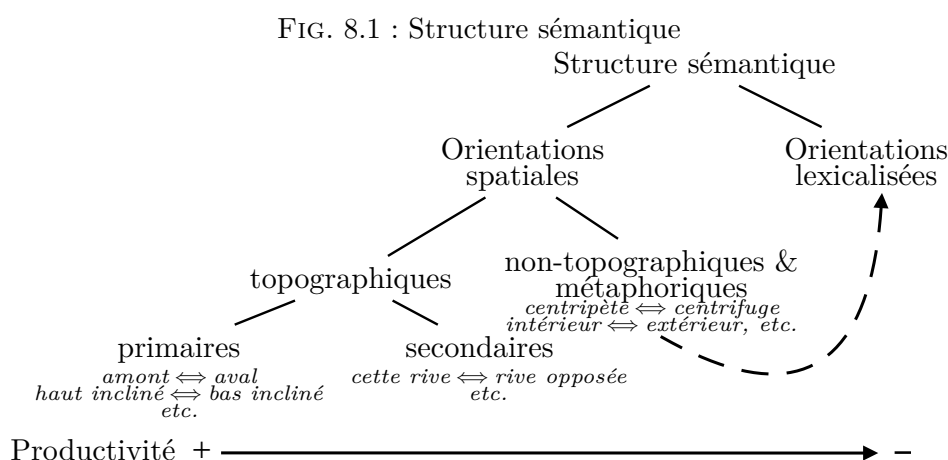 FIG. 8.1 : Structure sémantique
Structure sémantique
Orientations
spatiales
Orientations
lexicalisées
topographiques
non-topographiques &
métaphoriques
centripète ⟺ centrifuge
intérieur ⟺ extérieur, etc.
primaires
amont ⟺ aval
haut incliné ⟺ bas incliné
etc.
secondaires
cette rive ⟺ rive opposée
etc.
Productivité + –